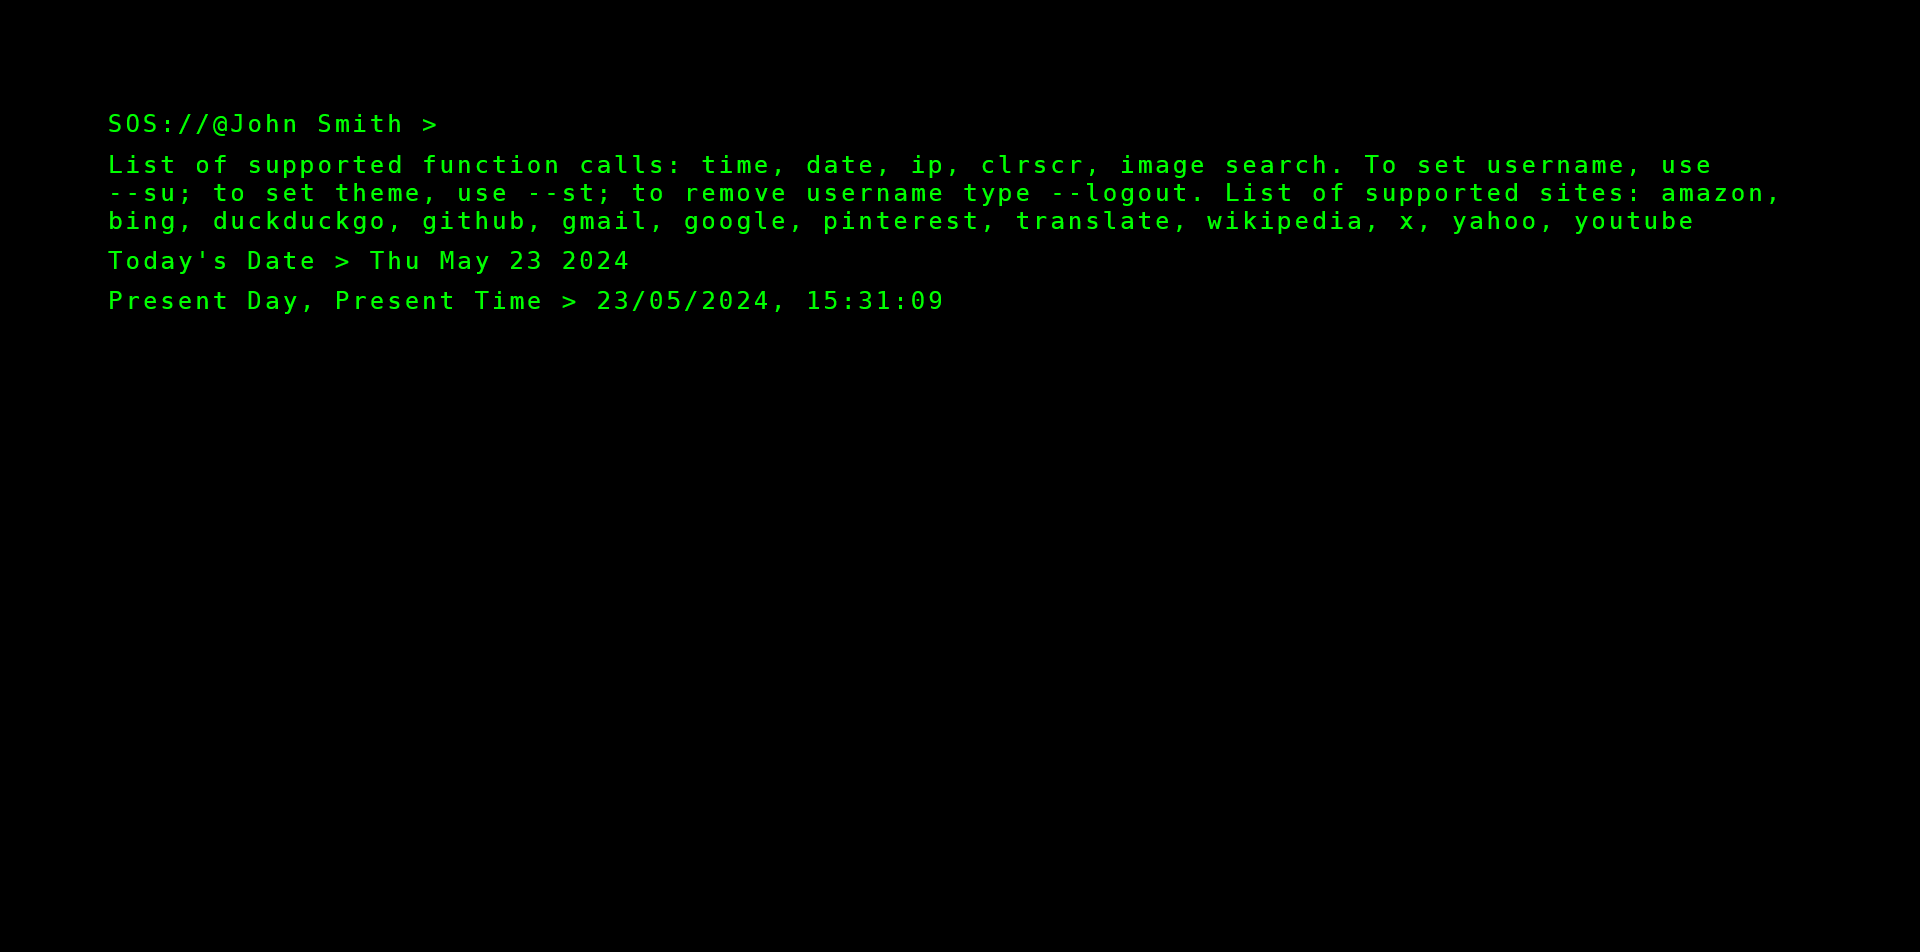 SOS://@John Smith >
List of supported function calls: time, date, ip, clrscr, image search. To set username, use
--su; to set theme, use --st; to remove username type --logout. List of supported sites: amazon,
bing, duckduckgo, github, gmail, google, pinterest, translate, wikipedia, x, yahoo, youtube
Today's Date > Thu May 23 2024
Present Day, Present Time > 23/05/2024, 15:31:09